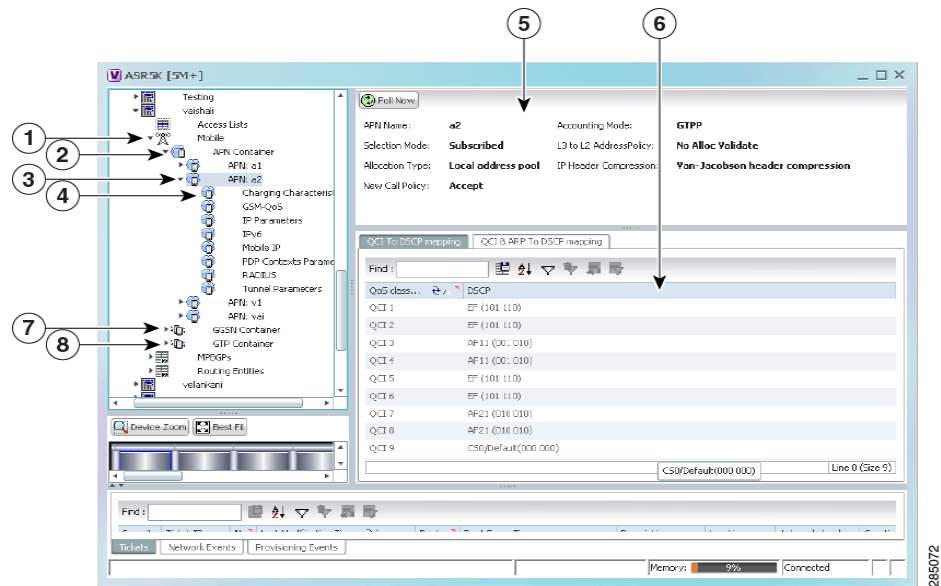 5
6
ASR5K [5M+]
Testing
vaishali
Access Lists
1
Mobile
2
APN Container
APN: a1
3
APN: a2
4
Charging Characterist
GSM-QoS
IP Parameters
IPv6
Mobile IP
PDP Contexts Parame
RADIUS
Tunnel Parameters
APN: v1
APN: vai
7
GGSN Container
8
GTP Container
MPBGPs
Routing Entities
velankani
Device Zoom
Best Fit
Poll Now
APN Name: a2 Accounting Mode: GTPP
Selection Mode: Subscribed L3 to L2 AddressPolicy: No Alloc Validate
Allocation Type: Local address pool IP Header Compression: Van-Jacobson header compression
New Call Policy: Accept
QCI To DSCP mapping QCI & ARP To DSCP mapping
Find :
QoS class... DSCP
QCI 1 EF (101 110)
QCI 2 EF (101 110)
QCI 3 AF11 (001 010)
QCI 4 AF11 (001 010)
QCI 5 EF (101 110)
QCI 6 EF (101 110)
QCI 7 AF21 (010 010)
QCI 8 AF21 (010 010)
QCI 9 CS0/Default(000 000)
CS0/Default(000 000)
Line 0 (Size 9)
Find :
Tickets Network Events Provisioning Events
Memory: 9% Connected
285072